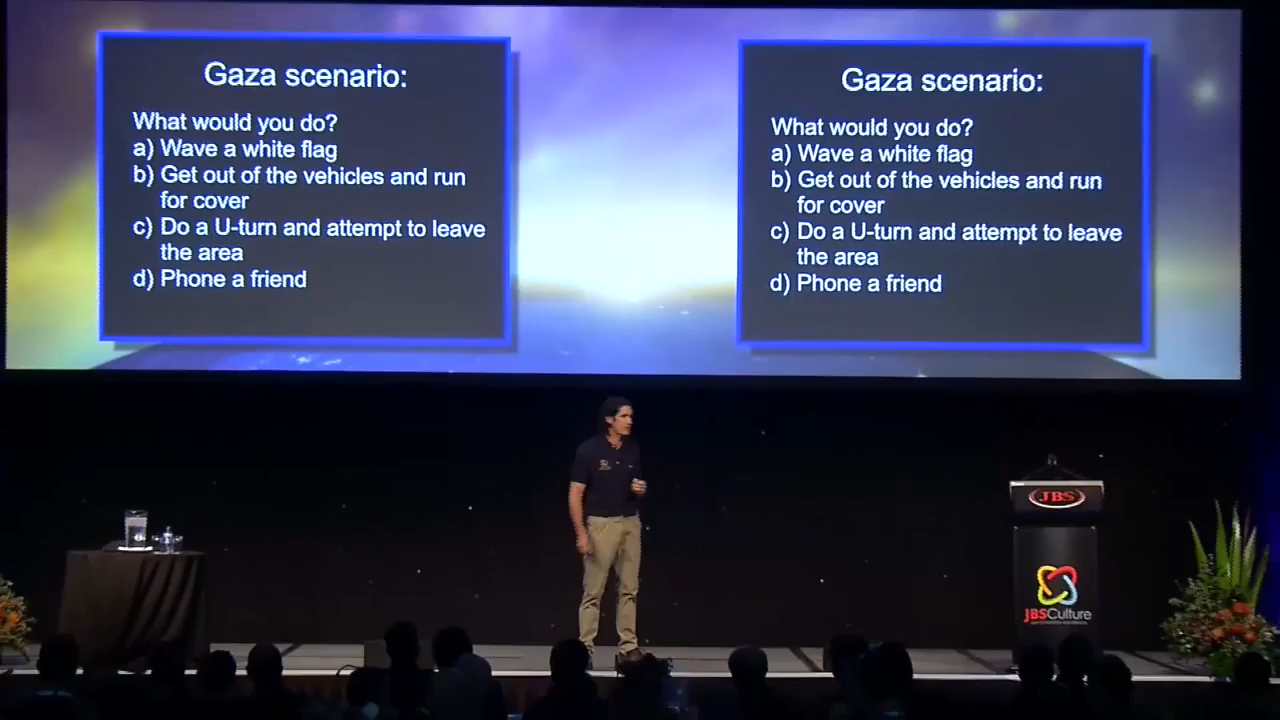 Gaza scenario:
What would you do?
a) Wave a white flag
b) Get out of the vehicles and run
for cover
c) Do a U-turn and attempt to leave
the area
d) Phone a friend
Gaza scenario:
What would you do?
a) Wave a white flag
b) Get out of the vehicles and run
for cover
c) Do a U-turn and attempt to leave
the area
d) Phone a friend
JBS
JBSCulture